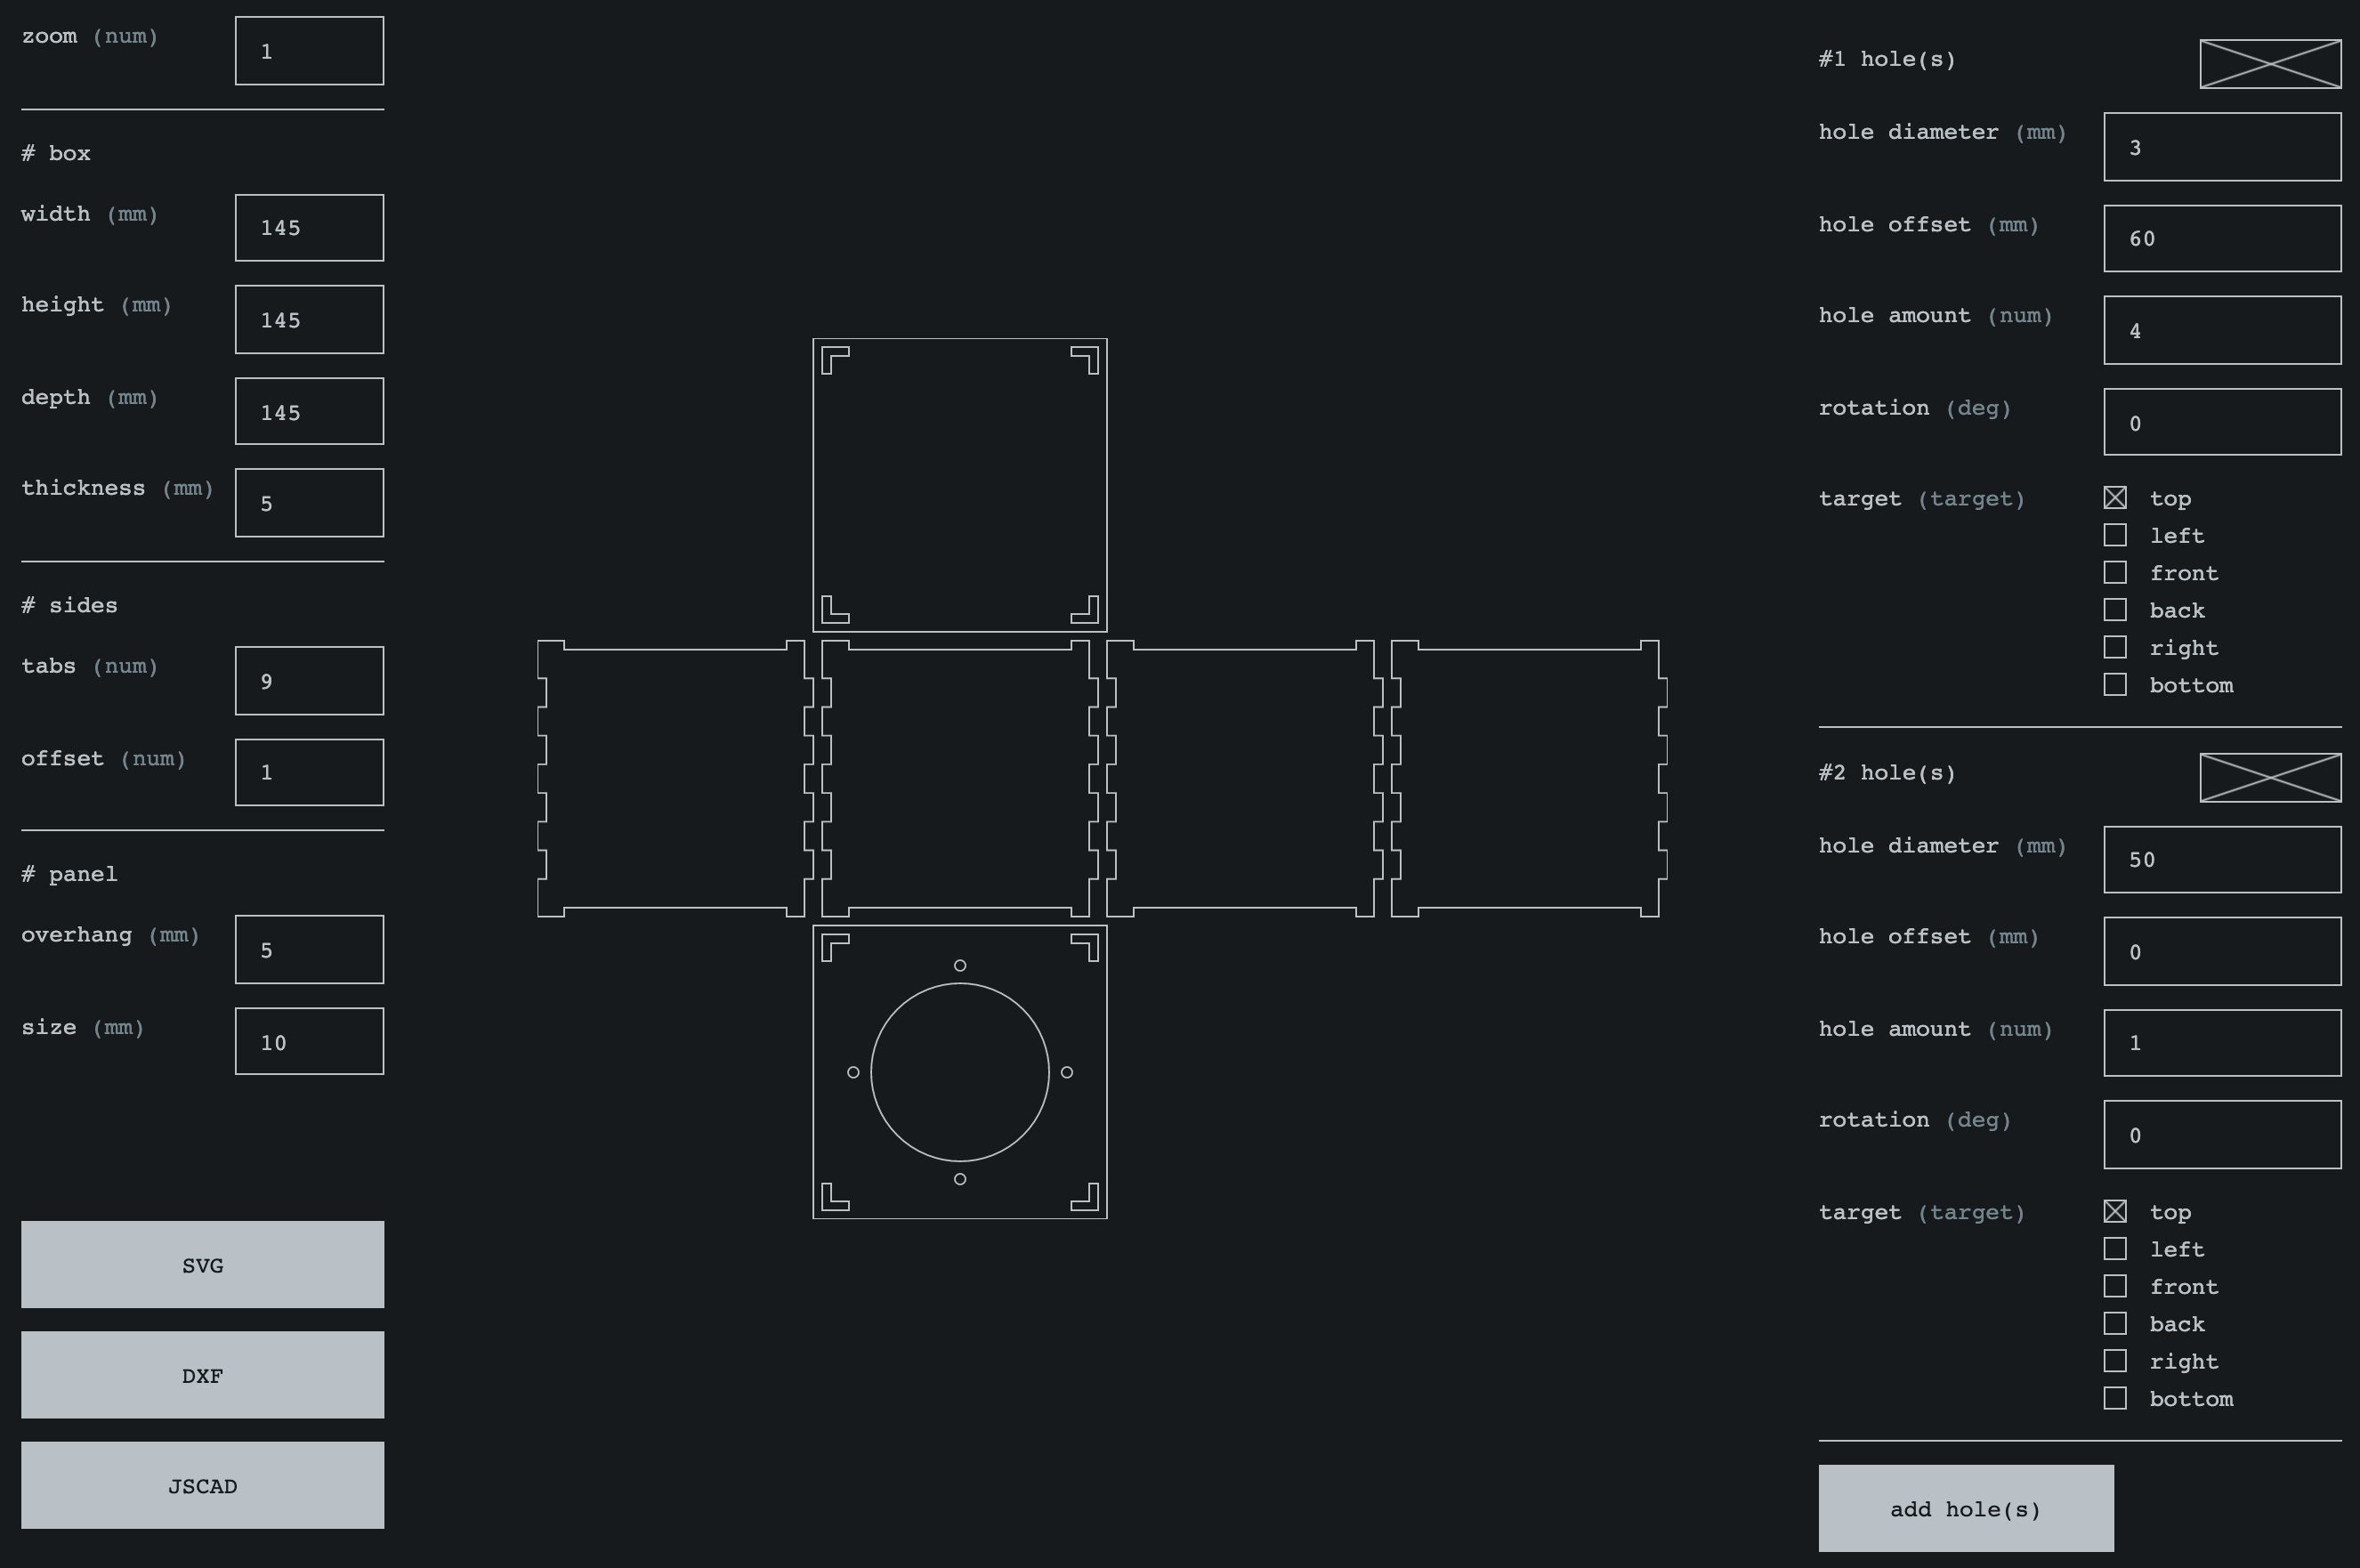 zoom (num) 1
# box
width (mm) 145
height (mm) 145
depth (mm) 145
thickness (mm) 5
# sides
tabs (num) 9
offset (num) 1
# panel
overhang (mm) 5
size (mm) 10
SVG
DXF
JSCAD
#1 hole(s)
hole diameter (mm) 3
hole offset (mm) 60
hole amount (num) 4
rotation (deg) 0
target (target) top
left
front
back
right
bottom
#2 hole(s)
hole diameter (mm) 50
hole offset (mm) 0
hole amount (num) 1
rotation (deg) 0
target (target) top
left
front
back
right
bottom
add hole(s)